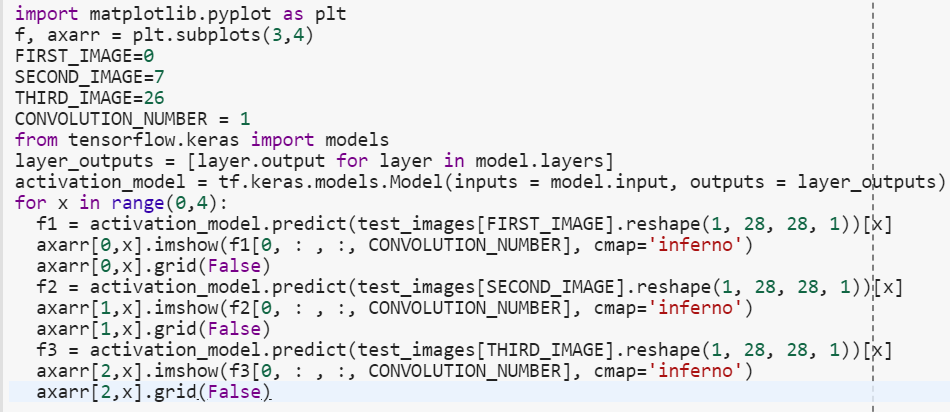 import matplotlib.pyplot as plt
f, axarr = plt.subplots(3,4)
FIRST_IMAGE=0
SECOND_IMAGE=7
THIRD_IMAGE=26
CONVOLUTION_NUMBER = 1
from tensorflow.keras import models
layer_outputs = [layer.output for layer in model.layers]
activation_model = tf.keras.models.Model(inputs = model.input, outputs = layer_outputs)
for x in range(0,4):
  f1 = activation_model.predict(test_images[FIRST_IMAGE].reshape(1, 28, 28, 1))[x]
  axarr[0,x].imshow(f1[0, : , :, CONVOLUTION_NUMBER], cmap='inferno')
  axarr[0,x].grid(False)
  f2 = activation_model.predict(test_images[SECOND_IMAGE].reshape(1, 28, 28, 1))[x]
  axarr[1,x].imshow(f2[0, : , :, CONVOLUTION_NUMBER], cmap='inferno')
  axarr[1,x].grid(False)
  f3 = activation_model.predict(test_images[THIRD_IMAGE].reshape(1, 28, 28, 1))[x]
  axarr[2,x].imshow(f3[0, : , :, CONVOLUTION_NUMBER], cmap='inferno')
  axarr[2,x].grid(False)